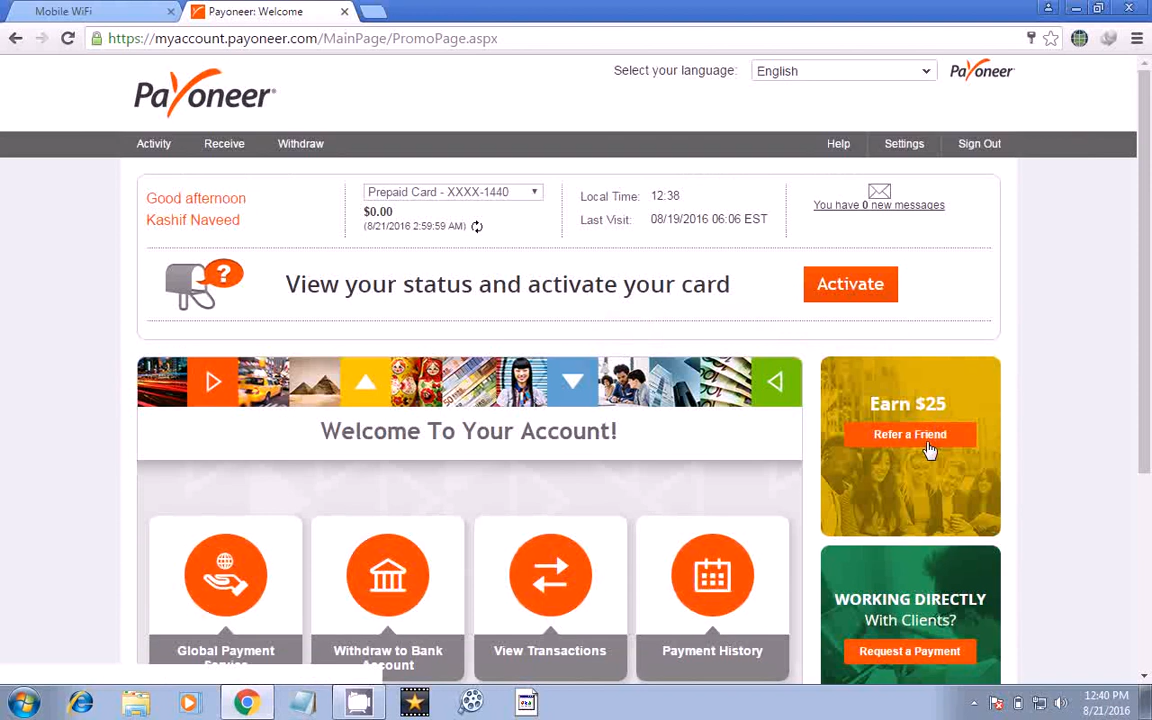 Mobile WiFi
Payoneer: Welcome
https://myaccount.payoneer.com/MainPage/PromoPage.aspx
Payoneer
Select your language:
English
Payoneer
Activity
Receive
Withdraw
Help
Settings
Sign Out
Good afternoon
Kashif Naveed
Prepaid Card - XXXX-1440
$0.00
(8/21/2016 2:59:59 AM)
Local Time: 12:38
Last Visit: 08/19/2016 06:06 EST
You have 0 new messages
?
View your status and activate your card
Activate
Welcome To Your Account!
Earn $25
Refer a Friend
WORKING DIRECTLY
With Clients?
Request a Payment
Global Payment
Service
Withdraw to Bank
Account
View Transactions
Payment History
12:40 PM
8/21/2016